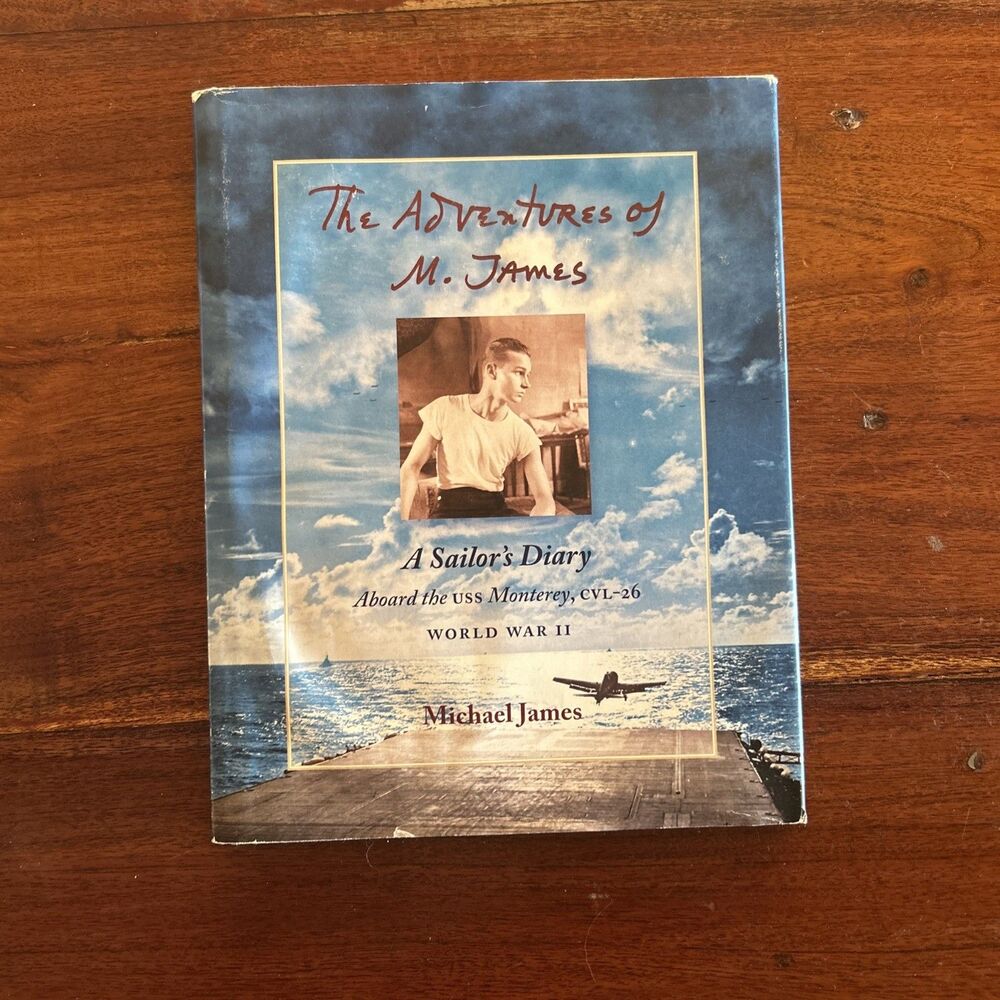 The Adventures of
M. James
A Sailor's Diary
Aboard the USS Monterey, CVL-26
WORLD WAR II
Michael James